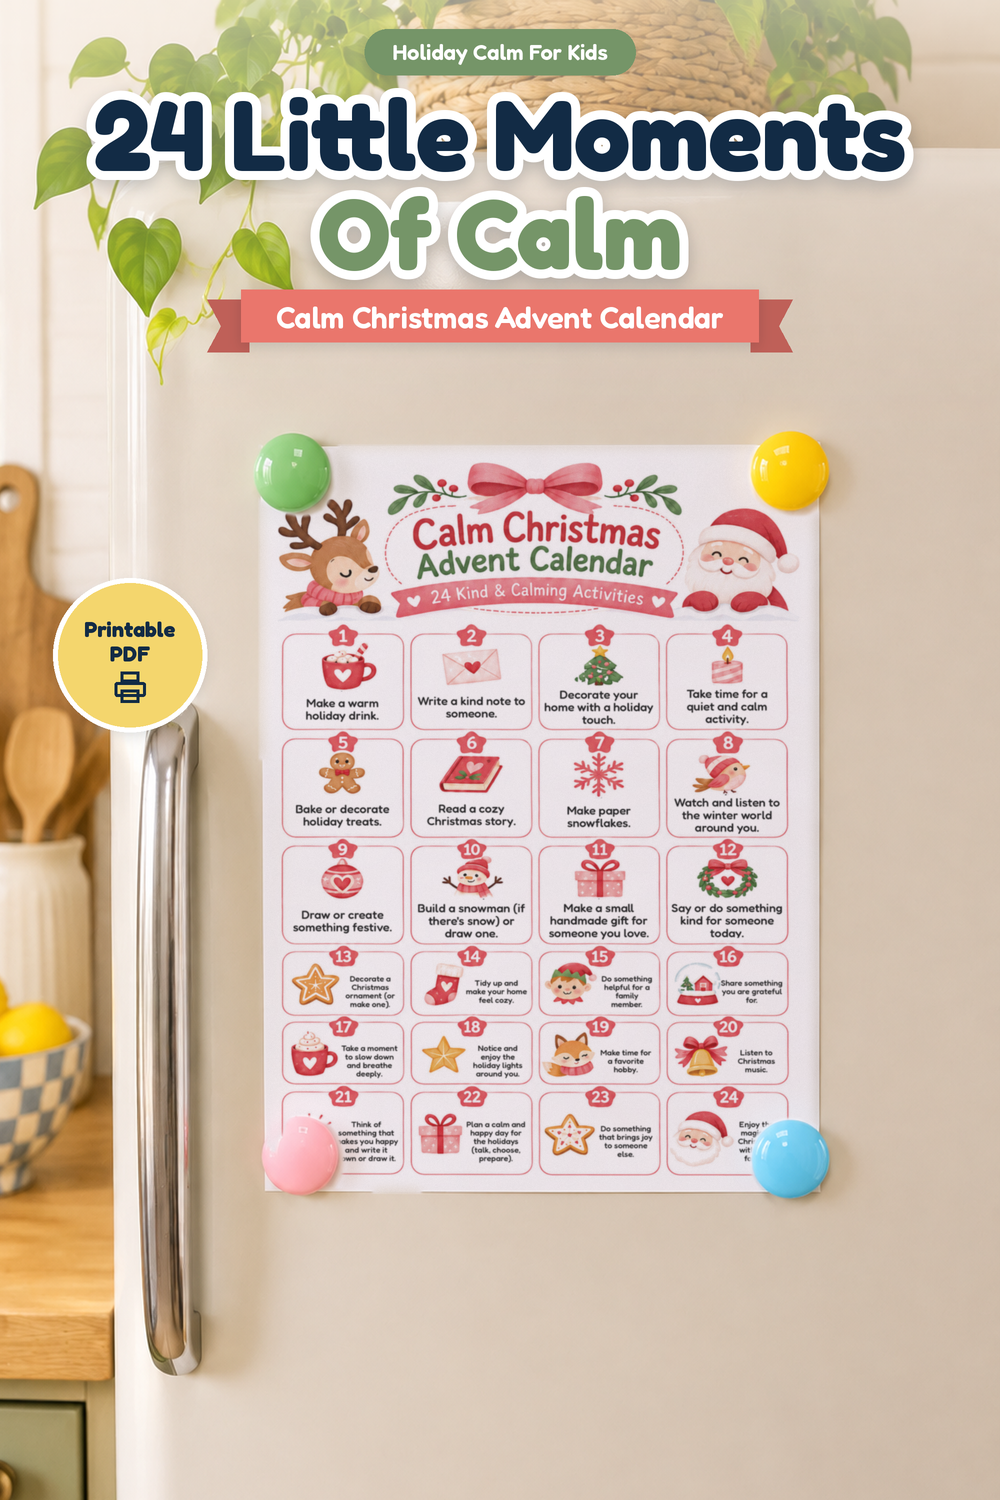 Holiday Calm For Kids
24 Little Moments
Of Calm
Calm Christmas Advent Calendar
Calm Christmas
Advent Calendar
24 Kind & Calming Activities
Printable
PDF
1
Make a warm
holiday drink.
2
Write a kind note to
someone.
3
Decorate your
home with a holiday
touch.
4
Take time for a
quiet and calm
activity.
5
Bake or decorate
holiday treats.
6
Read a cozy
Christmas story.
7
Make paper
snowflakes.
8
Watch and listen to
the winter world
around you.
9
Draw or create
something festive.
10
Build a snowman (if
there's snow) or
draw one.
11
Make a small
handmade gift for
someone you love.
12
Say or do something
kind for someone
today.
13
Decorate a
Christmas
ornament (or
make one).
14
Tidy up and
make your home
feel cozy.
15
Do something
helpful for a
family
member.
16
Share something
you are grateful
for.
17
Take a moment
to slow down
and breathe
deeply.
18
Notice and
enjoy the
holiday lights
around you.
19
Make time for
a favorite
hobby.
20
Listen to
Christmas
music.
21
Think of
something that
you happy
and write it
or draw it.
22
Plan a calm and
happy day for
the holidays
(talk, choose,
prepare).
23
Do something
that brings joy
to someone
else.
24
Enjoy